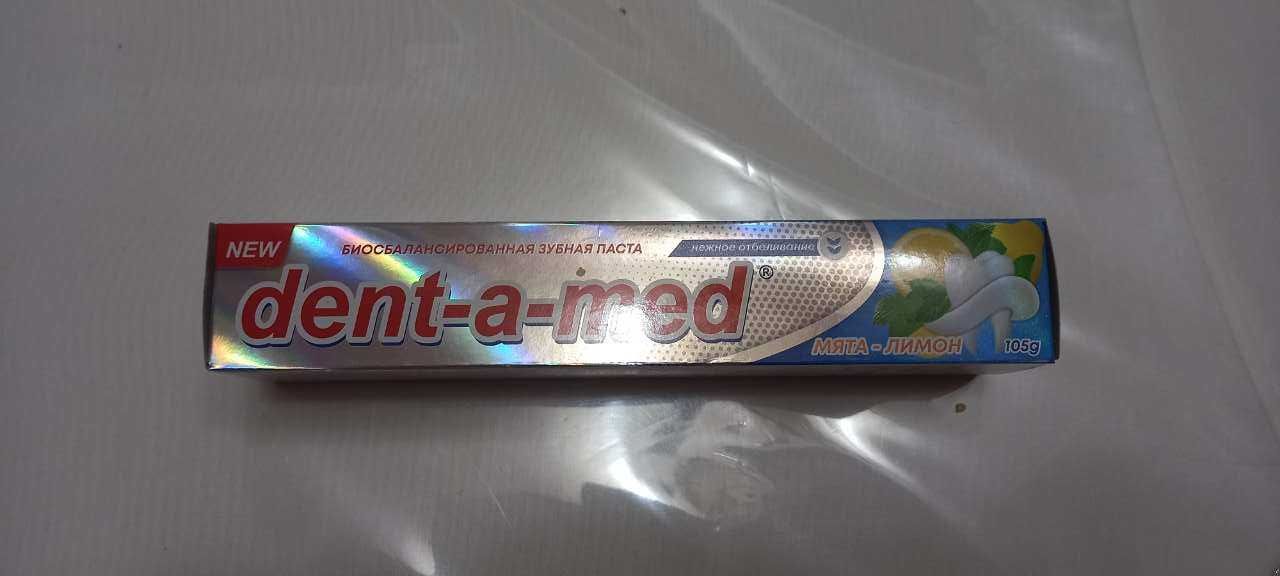 NEW
БИОСБАЛАНСИРОВАННАЯ ЗУБНАЯ ПАСТА
нежное отбеливание
dent-a-med®
МЯТА - ЛИМОН
105g